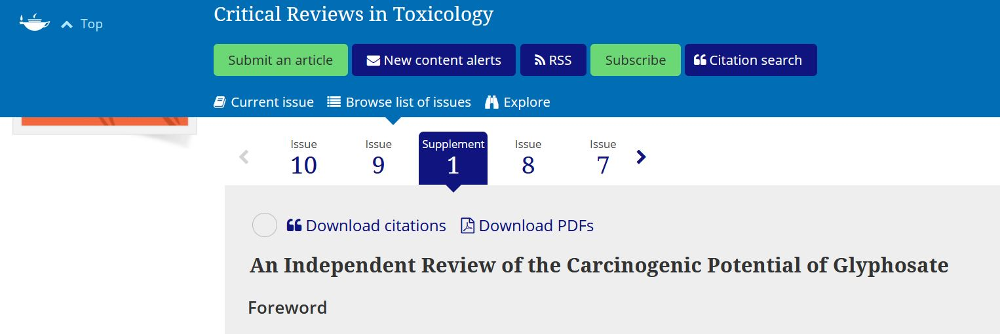 Critical Reviews in Toxicology
Top
Submit an article New content alerts RSS Subscribe Citation search
Current issue Browse list of issues Explore
Issue Issue Supplement Issue Issue
10 9 1 8 7
Download citations Download PDFs
An Independent Review of the Carcinogenic Potential of Glyphosate
Foreword